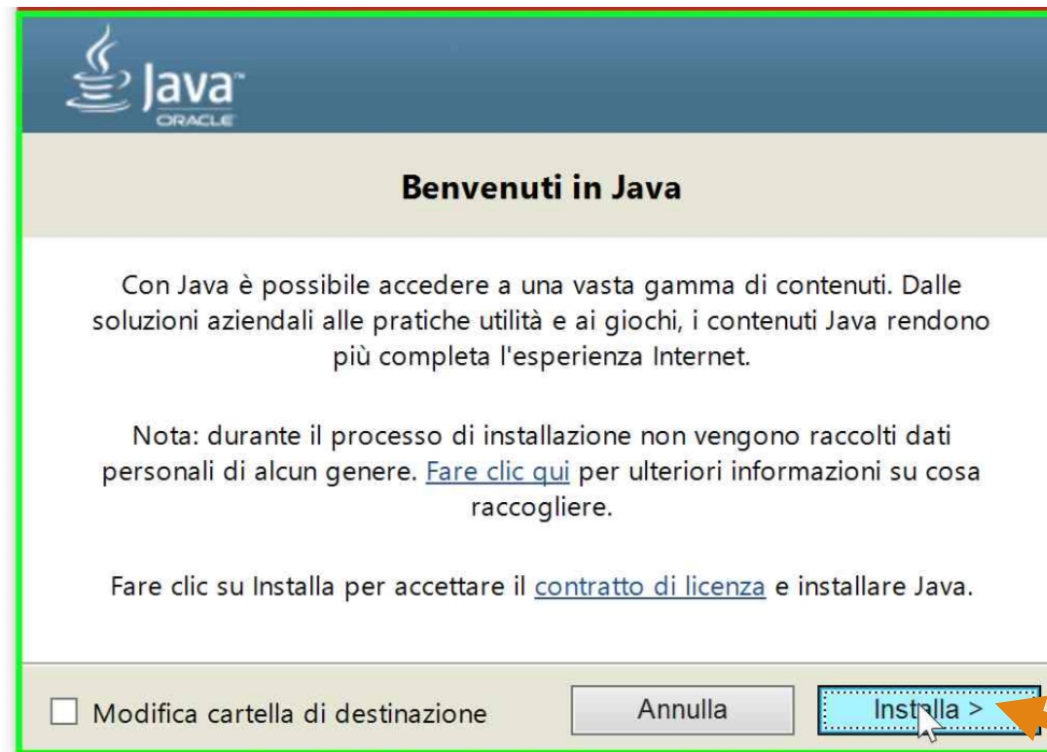 Java™
ORACLE
Benvenuti in Java
Con Java è possibile accedere a una vasta gamma di contenuti. Dalle
soluzioni aziendali alle pratiche utilità e ai giochi, i contenuti Java rendono
più completa l'esperienza Internet.
Nota: durante il processo di installazione non vengono raccolti dati
personali di alcun genere. Fare clic qui per ulteriori informazioni su cosa
raccogliere.
Fare clic su Installa per accettare il contratto di licenza e installare Java.
Modifica cartella di destinazione
Annulla
Installa >